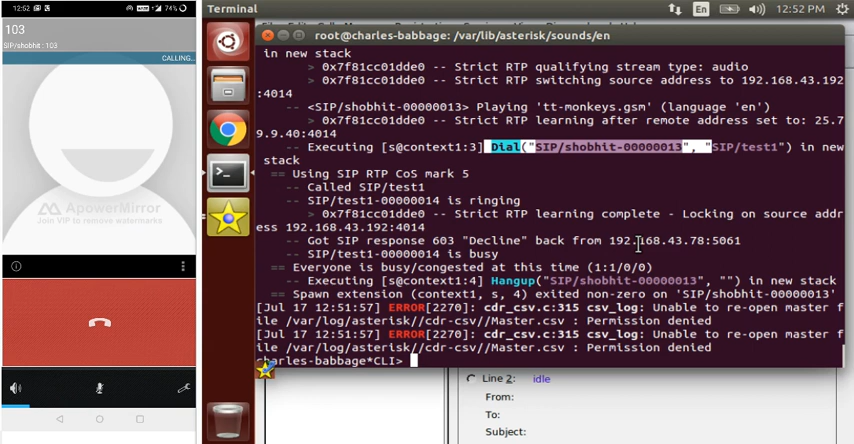 12:52
74%
103
SIP/shobhit : 103
CALLING...
ApowerMirror
Join VIP to remove watermarks
Terminal
En
12:52 PM
root@charles-babbage: /var/lib/asterisk/sounds/en
in new stack
> 0x7f81cc01dde0 -- Strict RTP qualifying stream type: audio
> 0x7f81cc01dde0 -- Strict RTP switching source address to 192.168.43.192
:4014
-- <SIP/shobhit-00000013> Playing 'tt-monkeys.gsm' (language 'en')
> 0x7f81cc01dde0 -- Strict RTP learning after remote address set to: 25.7
9.9.40:4014
-- Executing [s@context1:3] Dial("SIP/shobhit-00000013", "SIP/test1") in new
stack
== Using SIP RTP CoS mark 5
-- Called SIP/test1
-- SIP/test1-00000014 is ringing
> 0x7f81cc01dde0 -- Strict RTP learning complete - Locking on source addr
ess 192.168.43.192:4014
-- Got SIP response 603 "Decline" back from 192.168.43.78:5061
-- SIP/test1-00000014 is busy
== Everyone is busy/congested at this time (1:1/0/0)
-- Executing [s@context1:4] Hangup("SIP/shobhit-00000013", "") in new stack
== Spawn extension (context1, s, 4) exited non-zero on 'SIP/shobhit-00000013'
[Jul 17 12:51:57] ERROR[2270]: cdr_csv.c:315 csv_log: Unable to re-open master f
ile /var/log/asterisk//cdr-csv//Master.csv : Permission denied
[Jul 17 12:51:57] ERROR[2270]: cdr_csv.c:315 csv_log: Unable to re-open master f
ile /var/log/asterisk//cdr-csv//Master.csv : Permission denied
charles-babbage*CLI>
Line 2: idle
From:
To:
Subject: